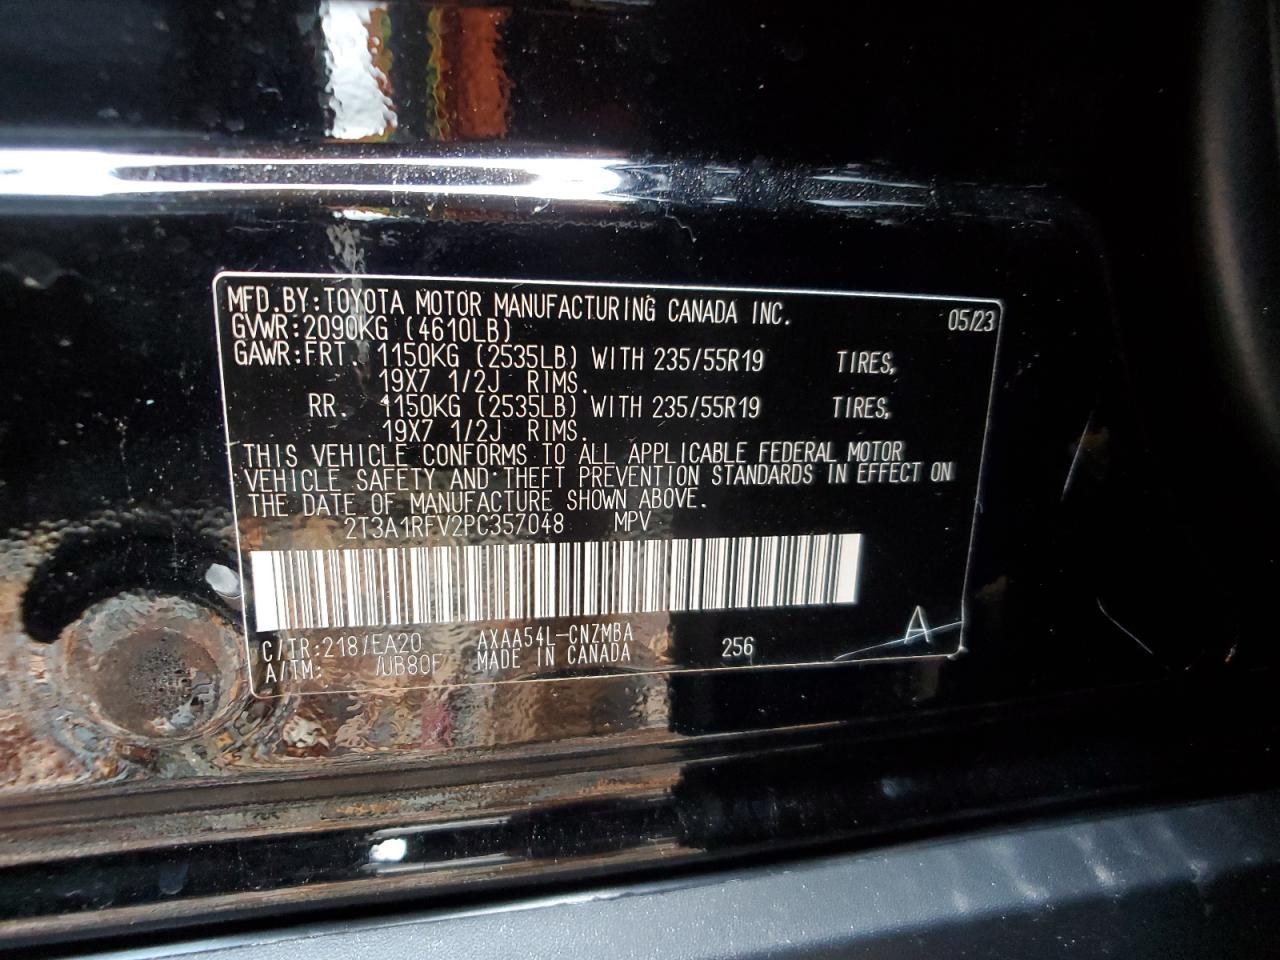 MFD.BY:TOYOTA MOTOR MANUFACTURING CANADA INC. 05/23
GVWR:2090KG (4610LB)
GAWR:FRT. 1150KG (2535LB) WITH 235/55R19 TIRES,
19X7 1/2J RIMS.
RR. 1150KG (2535LB) WITH 235/55R19 TIRES,
19X7 1/2J RIMS.
THIS VEHICLE CONFORMS TO ALL APPLICABLE FEDERAL MOTOR
VEHICLE SAFETY AND THEFT PREVENTION STANDARDS IN EFFECT ON
THE DATE OF MANUFACTURE SHOWN ABOVE.
2T3A1RFV2PC357048 MPV
C/TR:218/EA20 AXAA54L-CNZMBA 256 A
A/TM: /UB80F MADE IN CANADA